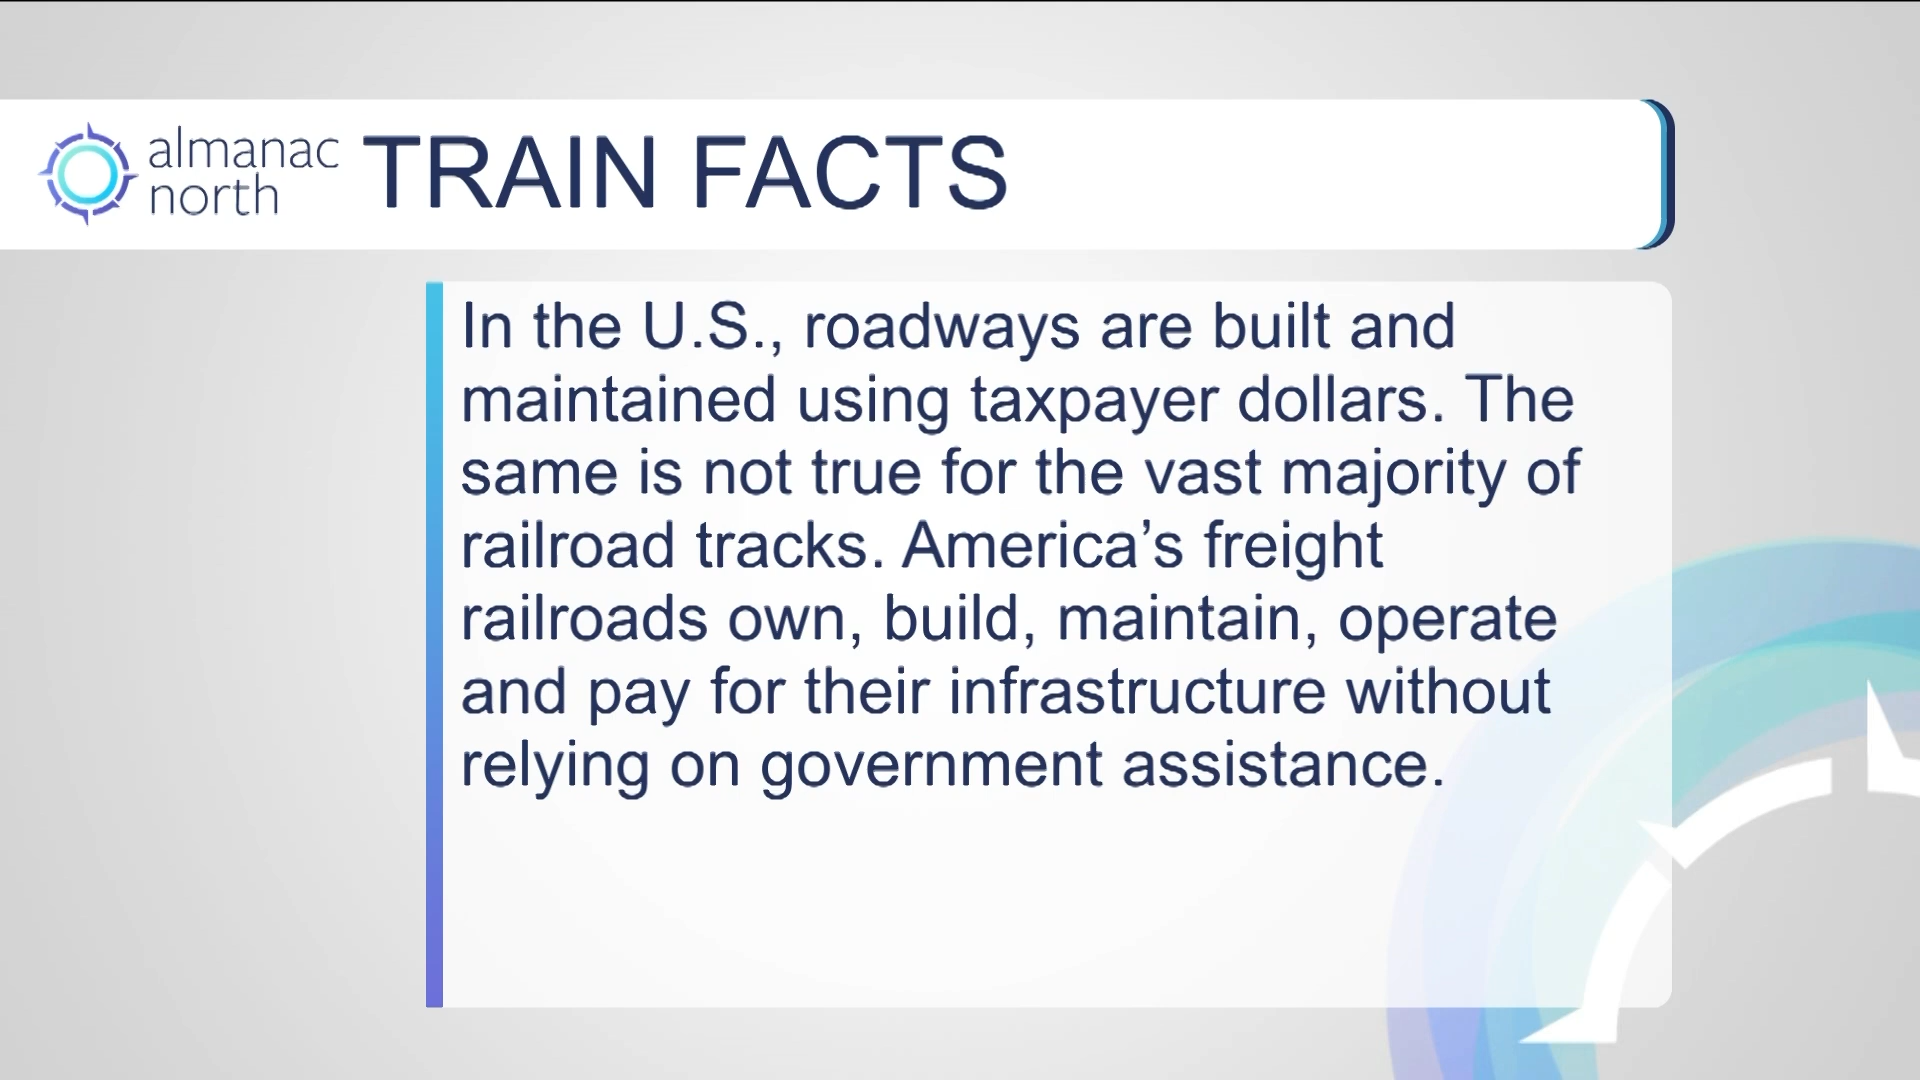 almanac
north
TRAIN FACTS
In the U.S., roadways are built and
maintained using taxpayer dollars. The
same is not true for the vast majority of
railroad tracks. America’s freight
railroads own, build, maintain, operate
and pay for their infrastructure without
relying on government assistance.